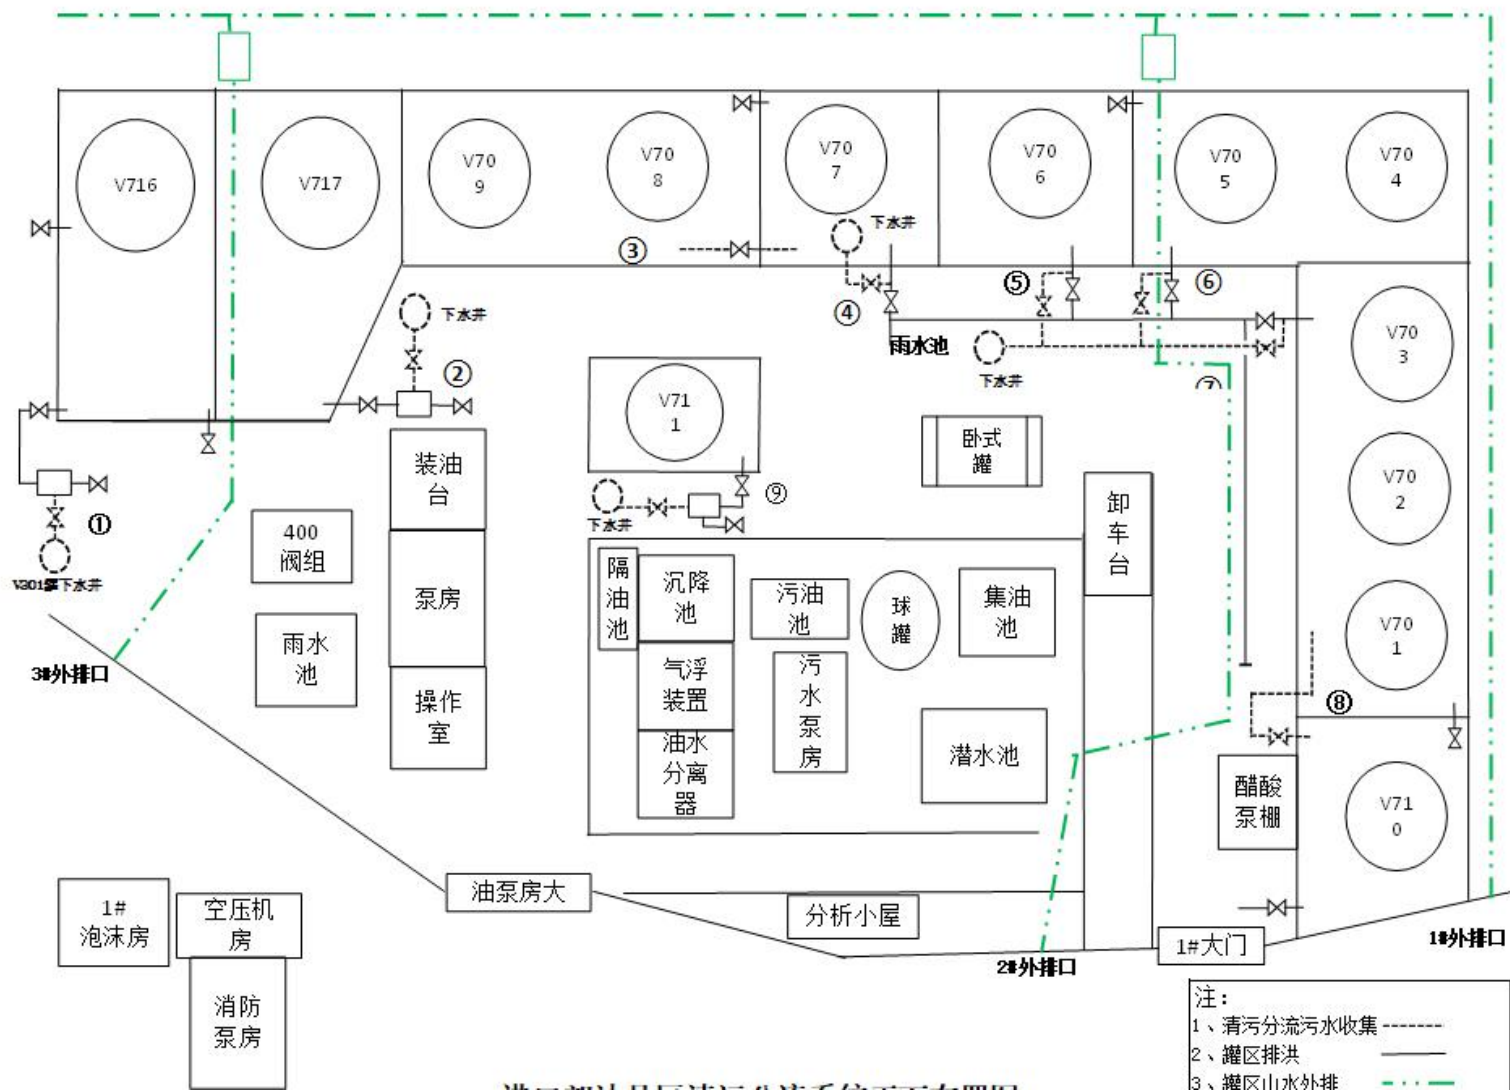 V716
V717
V70
9
V70
8
V70
7
V70
6
V70
5
V70
4
下水井
③
④
⑤
⑥
雨水池
下水井
⑦
V70
3
下水井
②
V71
1
卧式
罐
V70
2
装油
台
⑨
下水井
卸
车
台
①
400
阀组
隔
油
池
沉降
池
污油
池
球
罐
集油
池
泵房
V70
1
雨水
池
气浮
装置
污
水
泵
房
3#外排口
操作
室
⑧
油水
分离
器
潜水池
醋酸
泵棚
V71
0
油泵房大
1#
泡沫房
空压机
房
分析小屋
1#大门
1#外排口
2#外排口
消防
泵房
注：
1、清污分流污水收集
2、罐区排洪
3、罐区山水外排